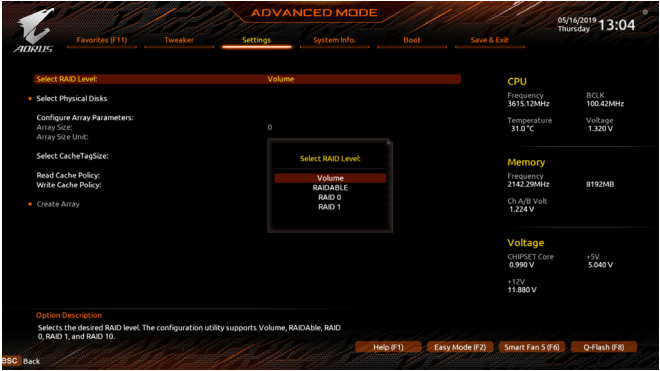 ADVANCED MODE
05/16/2019 Thursday 13:04
AORUS
Favorites (F11) Tweaker Settings System Info. Boot Save & Exit
Select RAID Level: Volume
Select Physical Disks
Configure Array Parameters:
Array Size: 0
Array Size Unit:
Select CacheTagSize:
Read Cache Policy:
Write Cache Policy:
Create Array
Select RAID Level:
Volume
RAIDABLE
RAID 0
RAID 1
CPU
Frequency BCLK
3615.12MHz 100.42MHz
Temperature Voltage
31.0 °C 1.320 V
Memory
Frequency
2142.29MHz 8192MB
Ch A/B Volt
1.224 V
Voltage
CHIPSET Core +5V
0.990 V 5.040 V
+12V
11.880 V
Option Description
Selects the desired RAID level. The configuration utility supports Volume, RAIDAble, RAID
0, RAID 1, and RAID 10.
Help (F1) Easy Mode (F2) Smart Fan 5 (F6) Q-Flash (F8)
esc Back